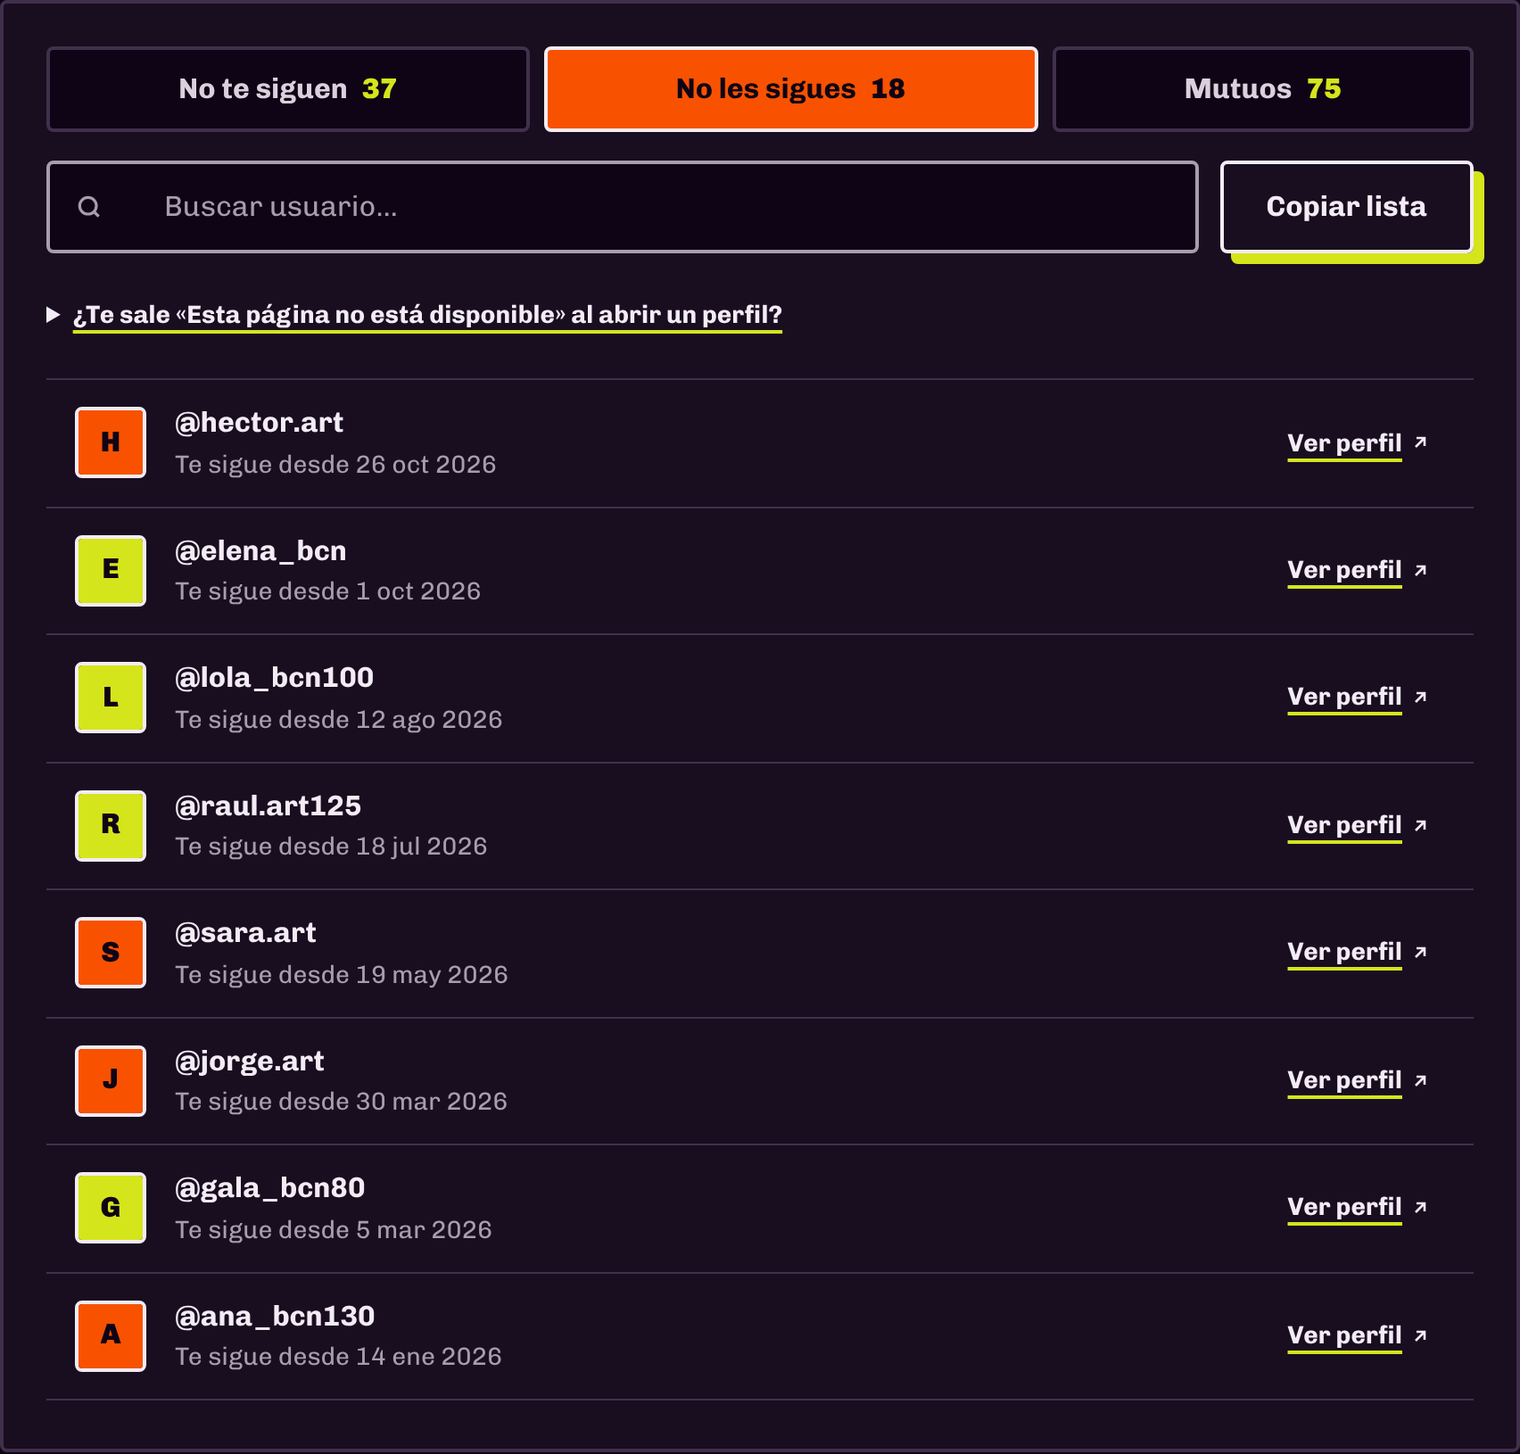 No te siguen 37
No les sigues 18
Mutuos 75
Buscar usuario...
Copiar lista
¿Te sale «Esta página no está disponible» al abrir un perfil?
H
@hector.art
Te sigue desde 26 oct 2026
Ver perfil ↗
E
@elena_bcn
Te sigue desde 1 oct 2026
Ver perfil ↗
L
@lola_bcn100
Te sigue desde 12 ago 2026
Ver perfil ↗
R
@raul.art125
Te sigue desde 18 jul 2026
Ver perfil ↗
S
@sara.art
Te sigue desde 19 may 2026
Ver perfil ↗
J
@jorge.art
Te sigue desde 30 mar 2026
Ver perfil ↗
G
@gala_bcn80
Te sigue desde 5 mar 2026
Ver perfil ↗
A
@ana_bcn130
Te sigue desde 14 ene 2026
Ver perfil ↗